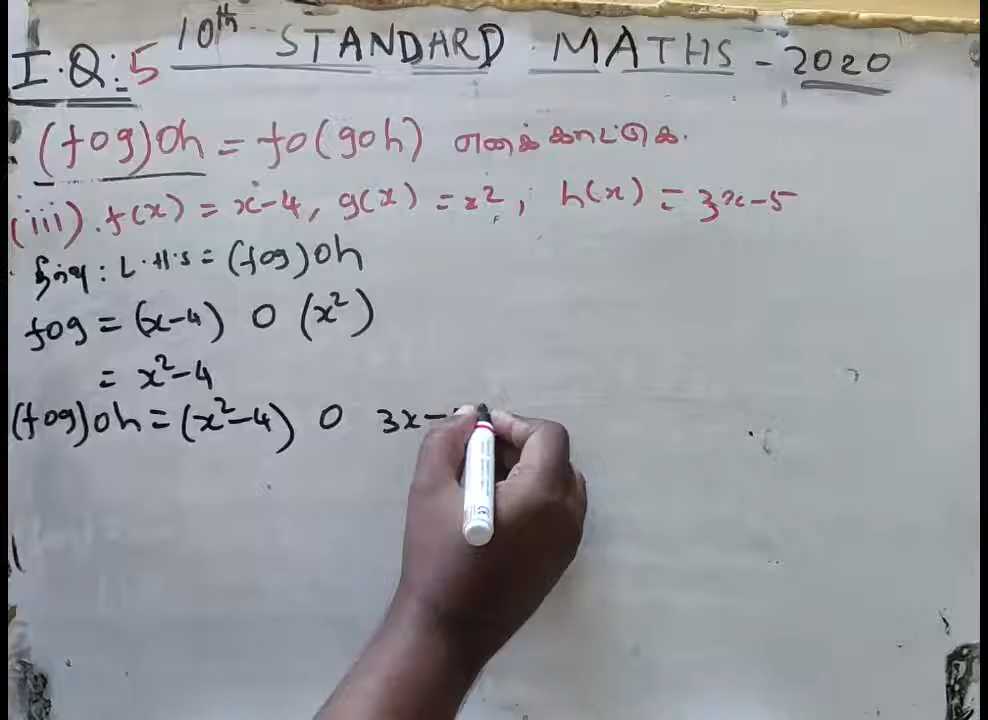 I.Q:5 10th STANDARD MATHS - 2020
(fog)oh = fo(goh) எனக் காட்டுக.
(iii). f(x) = x-4, g(x) = x², h(x) = 3x-5
தீர்வு : L.H.S = (fog)oh
fog = (x-4) o (x²)
= x²-4
(fog)oh = (x²-4) o 3x-